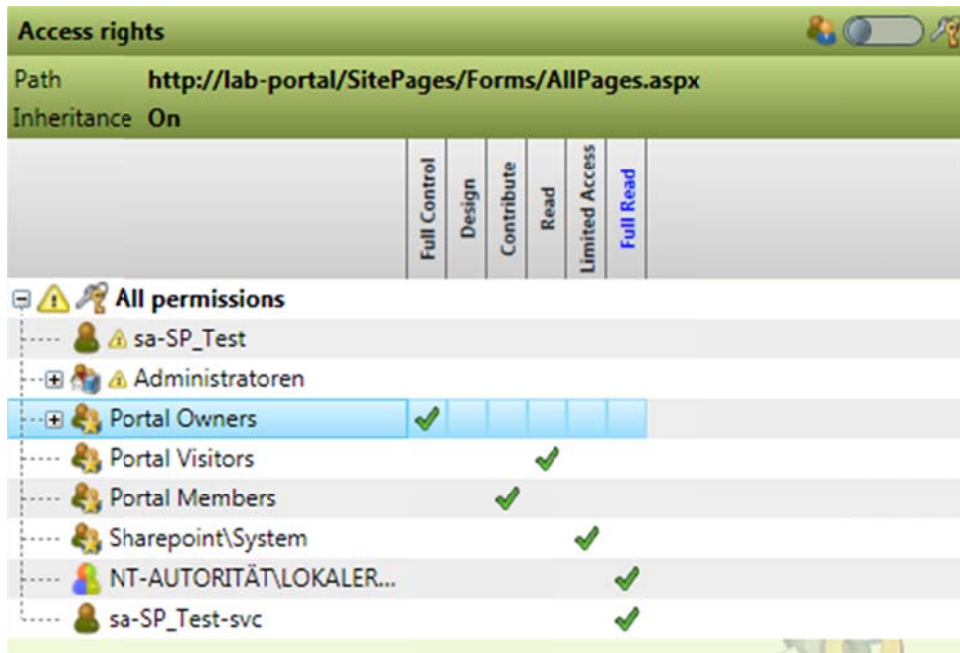 Access rights
Path http://lab-portal/SitePages/Forms/AllPages.aspx
Inheritance On
Full Control
Design
Contribute
Read
Limited Access
Full Read
All permissions
sa-SP_Test
Administratoren
Portal Owners
Portal Visitors
Portal Members
Sharepoint\System
NT-AUTORITÄT\LOKALER...
sa-SP_Test-svc